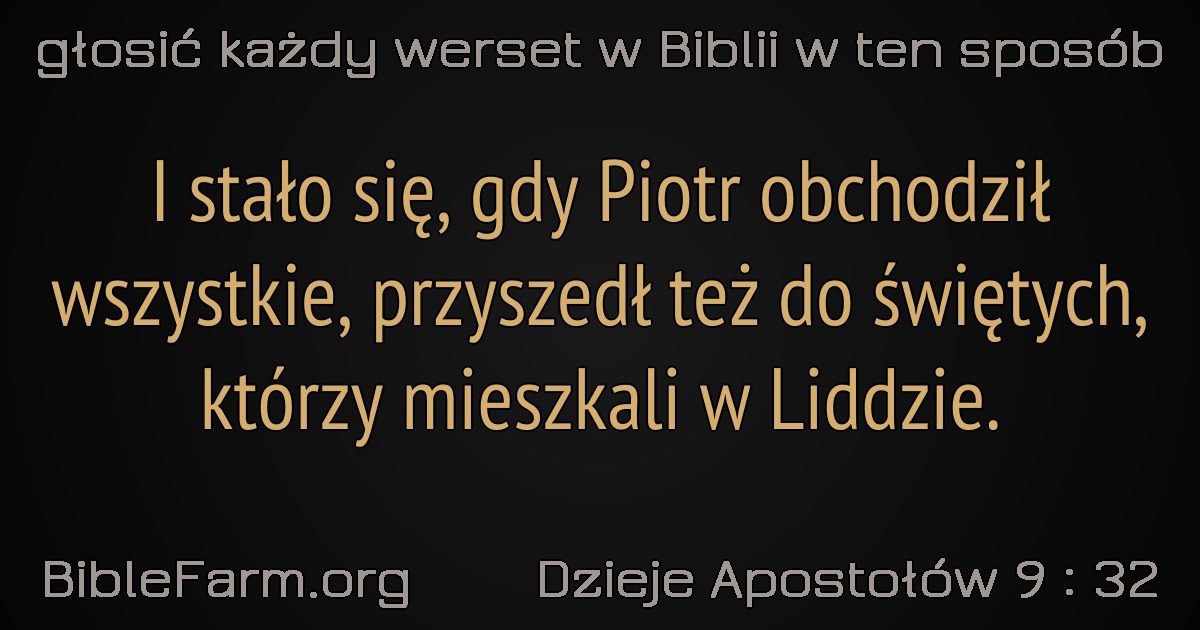 głosić każdy werset w Biblii w ten sposób
I stało się, gdy Piotr obchodził
wszystkie, przyszedł też do świętych,
którzy mieszkali w Liddzie.
BibleFarm.org
Dzieje Apostołów 9 : 32